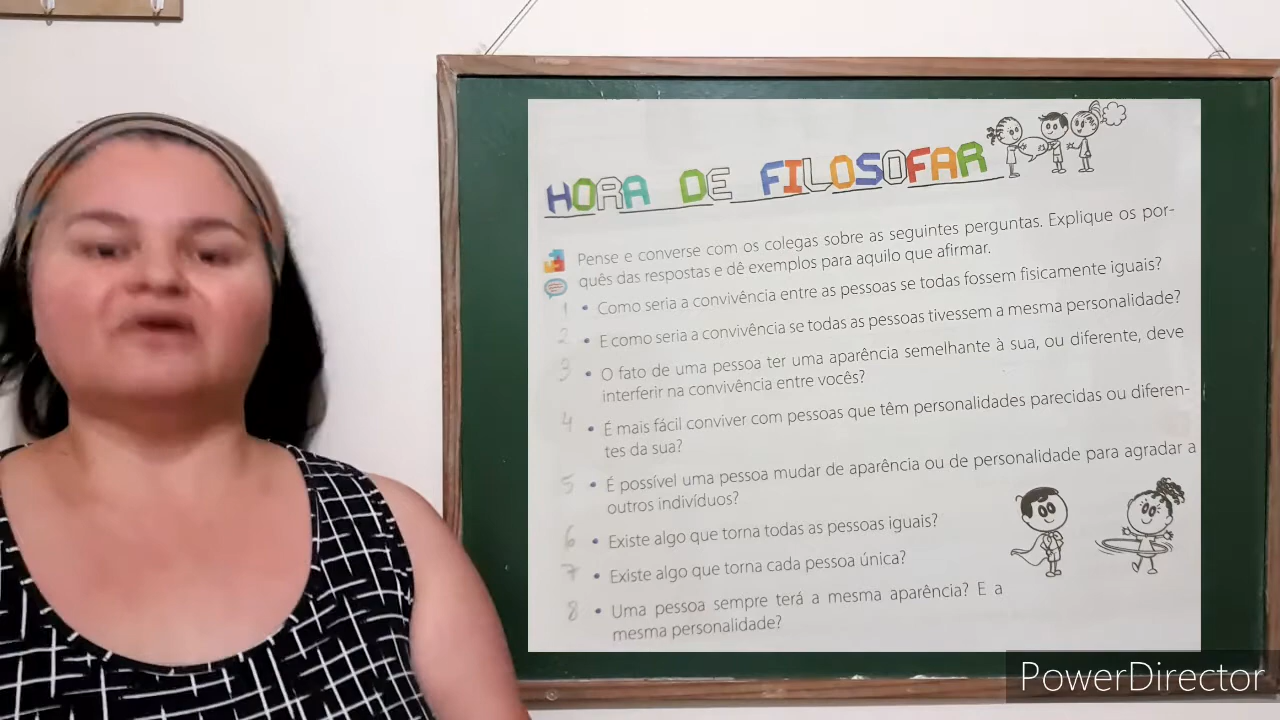 HORA DE FILOSOFAR
Pense e converse com os colegas sobre as seguintes perguntas. Explique os por-
quês das respostas e dê exemplos para aquilo que afirmar.
1 • Como seria a convivência entre as pessoas se todas fossem fisicamente iguais?
2 • E como seria a convivência se todas as pessoas tivessem a mesma personalidade?
3 • O fato de uma pessoa ter uma aparência semelhante à sua, ou diferente, deve
interferir na convivência entre vocês?
4 • É mais fácil conviver com pessoas que têm personalidades parecidas ou diferen-
tes da sua?
5 • É possível uma pessoa mudar de aparência ou de personalidade para agradar a
outros indivíduos?
6 • Existe algo que torna todas as pessoas iguais?
7 • Existe algo que torna cada pessoa única?
8 • Uma pessoa sempre terá a mesma aparência? E a
mesma personalidade?
PowerDirector